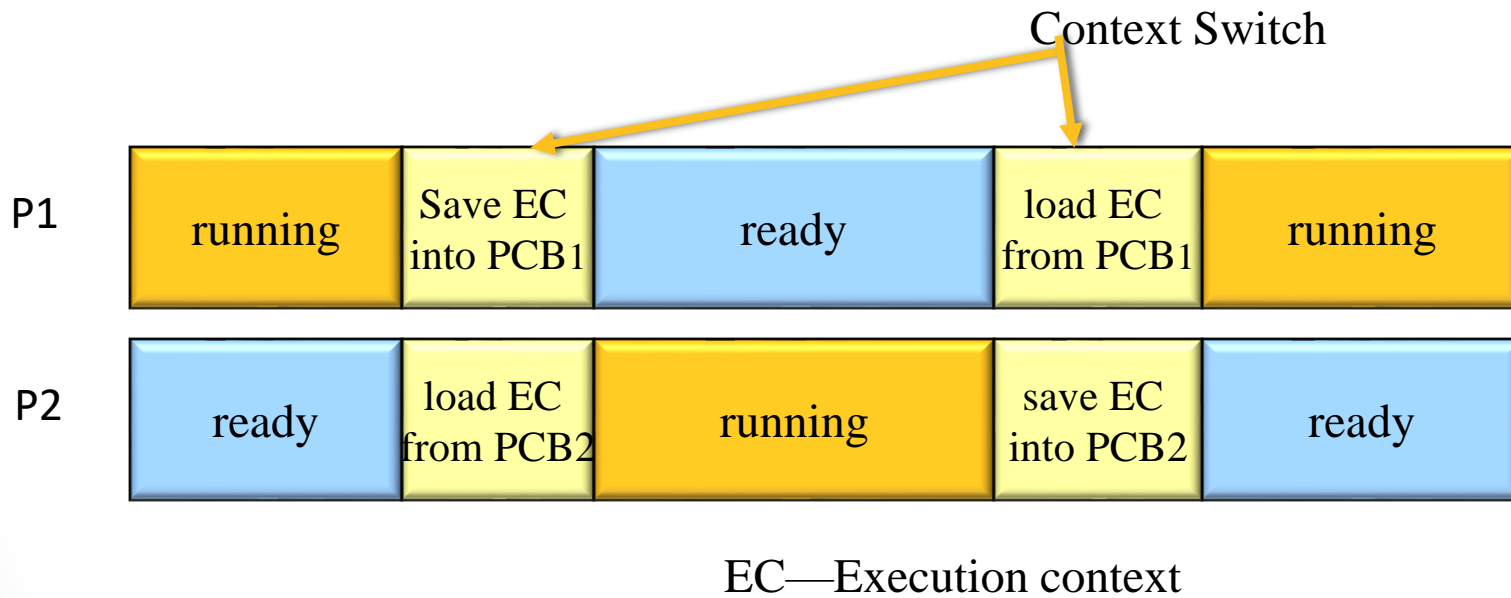 Context Switch
P1
running
Save EC
into PCB1
ready
load EC
from PCB1
running
P2
ready
load EC
from PCB2
running
save EC
into PCB2
ready
EC—Execution context